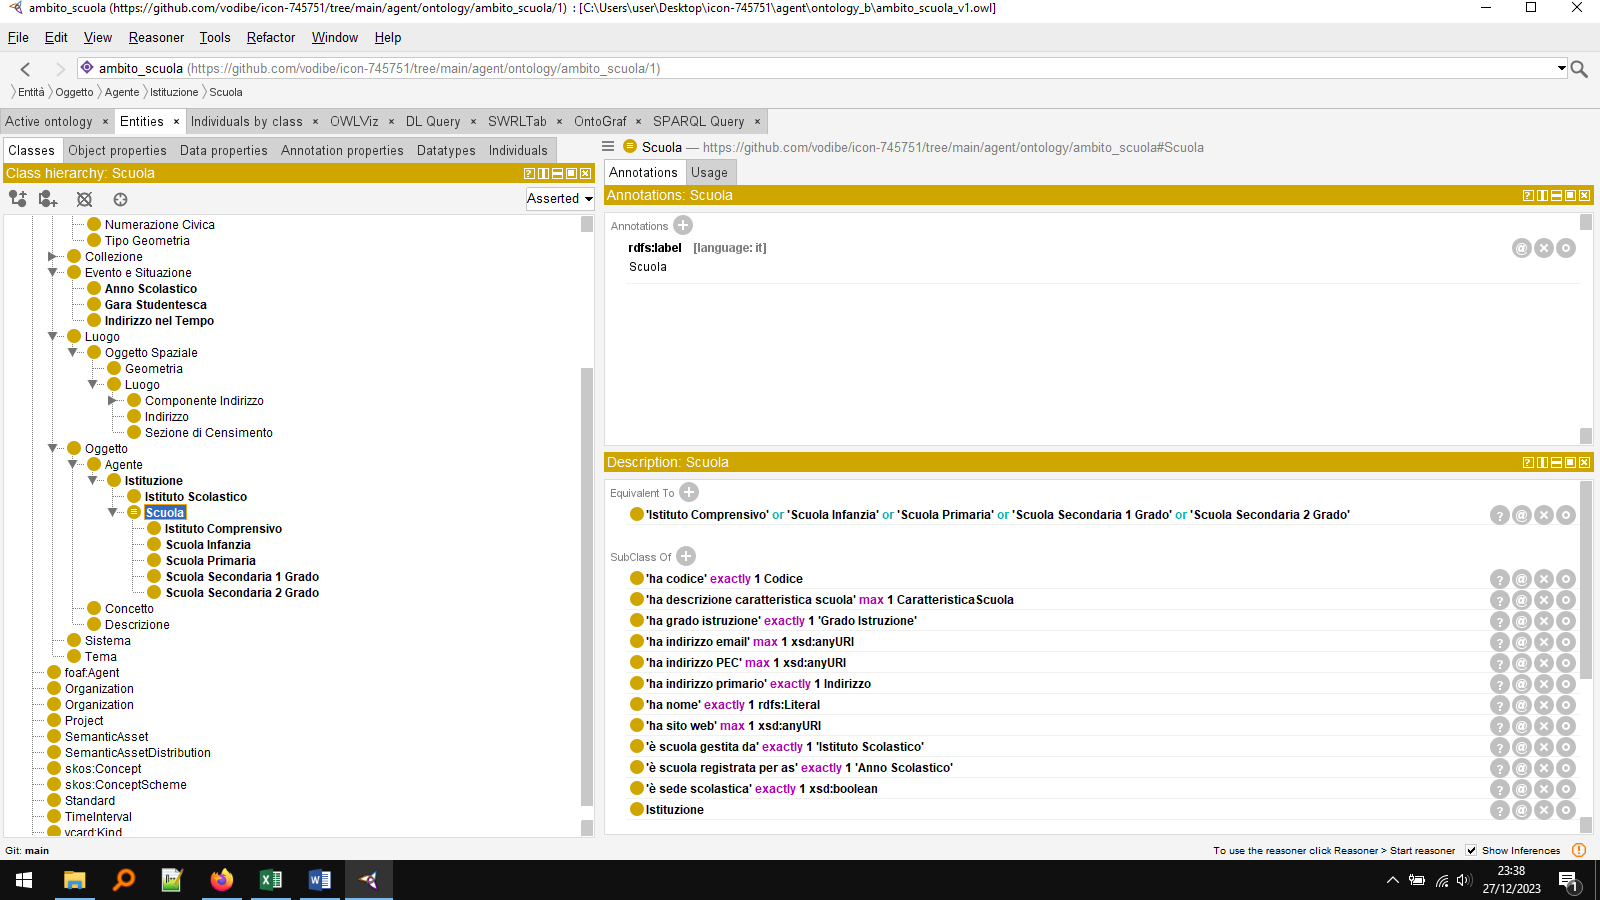 ambito_scuola (https://github.com/vodibe/icon-745751/tree/main/agent/ontology/ambito_scuola/1) : [C:\Users\user\Desktop\icon-745751\agent\ontology_b\ambito_scuola_v1.owl]
File Edit View Reasoner Tools Refactor Window Help
ambito_scuola (https://github.com/vodibe/icon-745751/tree/main/agent/ontology/ambito_scuola/1)
Entità Oggetto Agente Istituzione Scuola
Active ontology × Entities × Individuals by class × OWLViz × DL Query × SWRLTab × OntoGraf × SPARQL Query ×
Classes Object properties Data properties Annotation properties Datatypes Individuals
Class hierarchy: Scuola
Asserted
Numerazione Civica
Tipo Geometria
Collezione
Evento e Situazione
Anno Scolastico
Gara Studentesca
Indirizzo nel Tempo
Luogo
Oggetto Spaziale
Geometria
Luogo
Componente Indirizzo
Indirizzo
Sezione di Censimento
Oggetto
Agente
Istituzione
Istituto Scolastico
Scuola
Istituto Comprensivo
Scuola Infanzia
Scuola Primaria
Scuola Secondaria 1 Grado
Scuola Secondaria 2 Grado
Concetto
Descrizione
Sistema
Tema
foaf:Agent
Organization
Organization
Project
SemanticAsset
SemanticAssetDistribution
skos:Concept
skos:ConceptScheme
Standard
TimeInterval
vcard:Kind
Scuola — https://github.com/vodibe/icon-745751/tree/main/agent/ontology/ambito_scuola#Scuola
Annotations Usage
Annotations: Scuola
Annotations
rdfs:label [language: it]
Scuola
Description: Scuola
Equivalent To
'Istituto Comprensivo' or 'Scuola Infanzia' or 'Scuola Primaria' or 'Scuola Secondaria 1 Grado' or 'Scuola Secondaria 2 Grado'
SubClass Of
'ha codice' exactly 1 Codice
'ha descrizione caratteristica scuola' max 1 CaratteristicaScuola
'ha grado istruzione' exactly 1 'Grado Istruzione'
'ha indirizzo email' max 1 xsd:anyURI
'ha indirizzo PEC' max 1 xsd:anyURI
'ha indirizzo primario' exactly 1 Indirizzo
'ha nome' exactly 1 rdfs:Literal
'ha sito web' max 1 xsd:anyURI
'è scuola gestita da' exactly 1 'Istituto Scolastico'
'è scuola registrata per as' exactly 1 'Anno Scolastico'
'è sede scolastica' exactly 1 xsd:boolean
Istituzione
Git: main
To use the reasoner click Reasoner > Start reasoner Show Inferences
23:38
27/12/2023
1